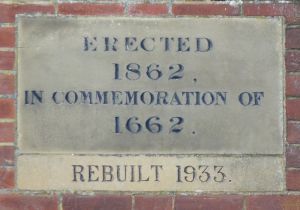 ERECTED
1862.
IN COMMEMORATION OF
1662.
REBUILT 1933.